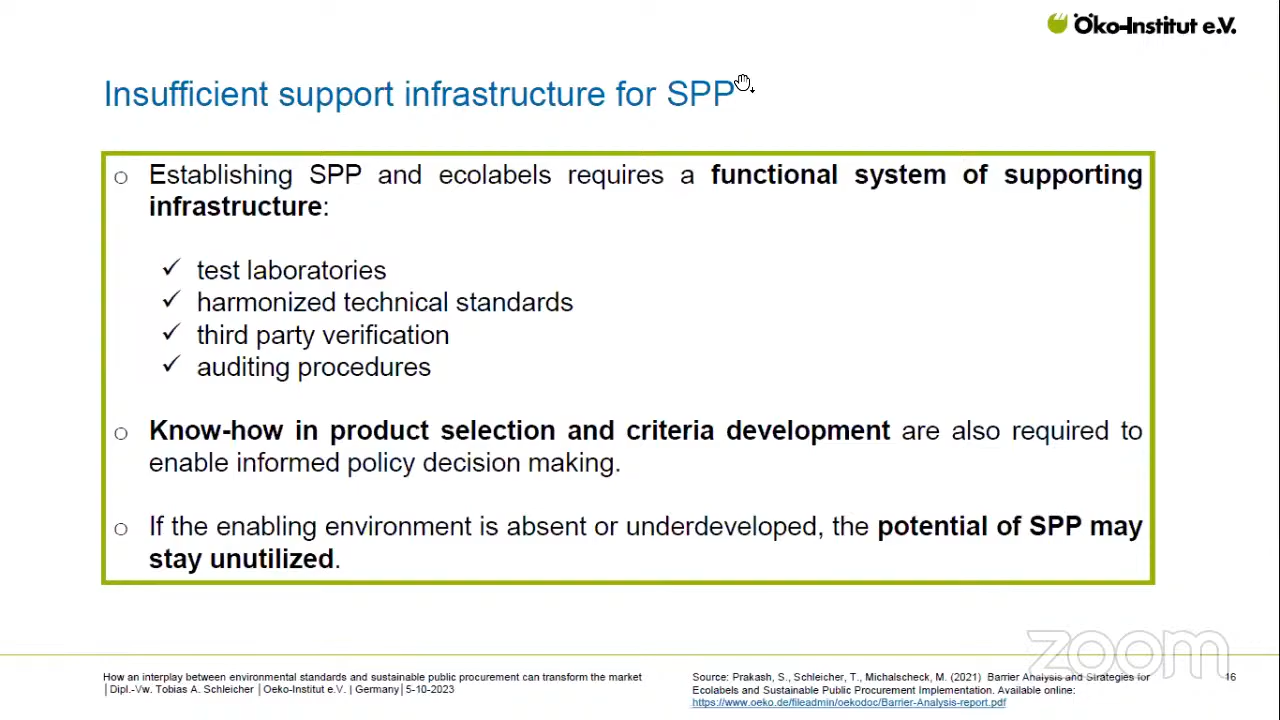 Öko-Institut e.V.
Insufficient support infrastructure for SPP
○ Establishing SPP and ecolabels requires a functional system of supporting
infrastructure:
✓ test laboratories
✓ harmonized technical standards
✓ third party verification
✓ auditing procedures
○ Know-how in product selection and criteria development are also required to
enable informed policy decision making.
○ If the enabling environment is absent or underdeveloped, the potential of SPP may
stay unutilized.
zoom
How an interplay between environmental standards and sustainable public procurement can transform the market
│Dipl.-Vw. Tobias A. Schleicher │Oeko-Institut e.V. │ Germany│5-10-2023
Source: Prakash, S., Schleicher, T., Michalscheck, M. (2021) Barrier Analysis and Strategies for
Ecolabels and Sustainable Public Procurement Implementation. Available online:
https://www.oeko.de/fileadmin/oekodoc/Barrier-Analysis-report.pdf
16